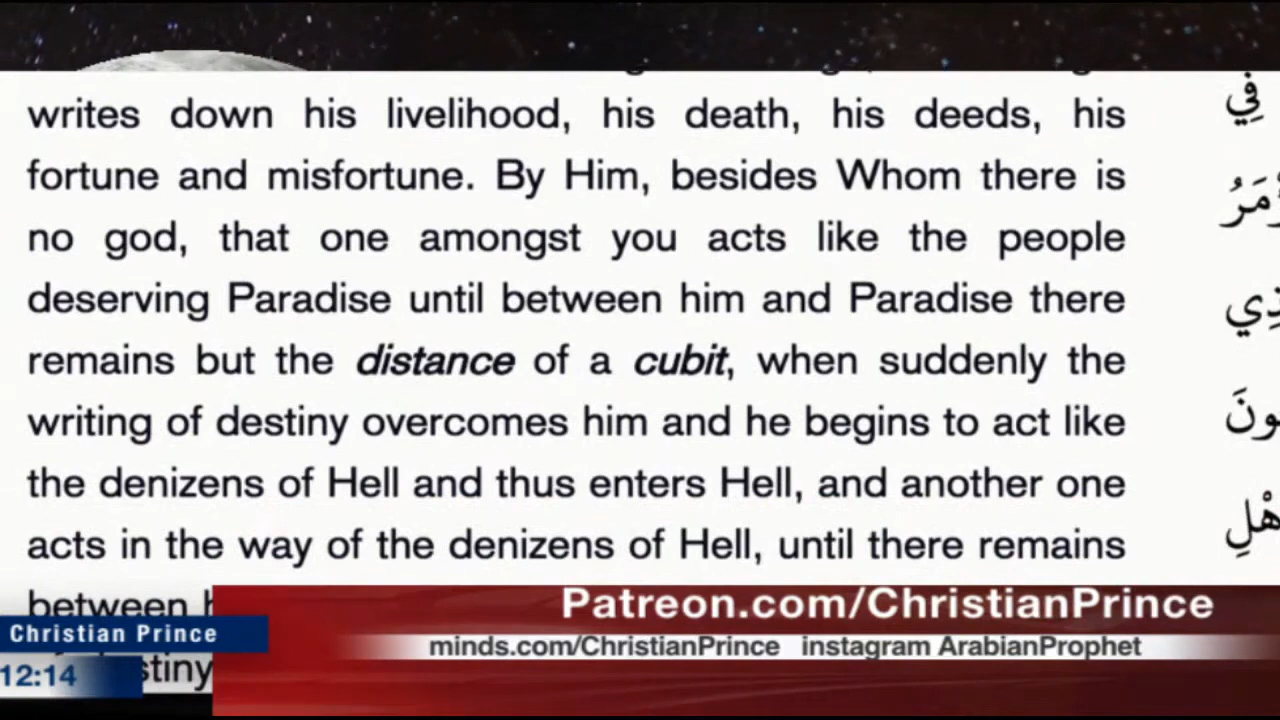 writes down his livelihood, his death, his deeds, his
fortune and misfortune. By Him, besides Whom there is
no god, that one amongst you acts like the people
deserving Paradise until between him and Paradise there
remains but the distance of a cubit, when suddenly the
writing of destiny overcomes him and he begins to act like
the denizens of Hell and thus enters Hell, and another one
acts in the way of the denizens of Hell, until there remains
between
في
ذِي
ونَ
هْلِ
Patreon.com/ChristianPrince
Christian Prince
minds.com/ChristianPrince instagram ArabianProphet
12:14